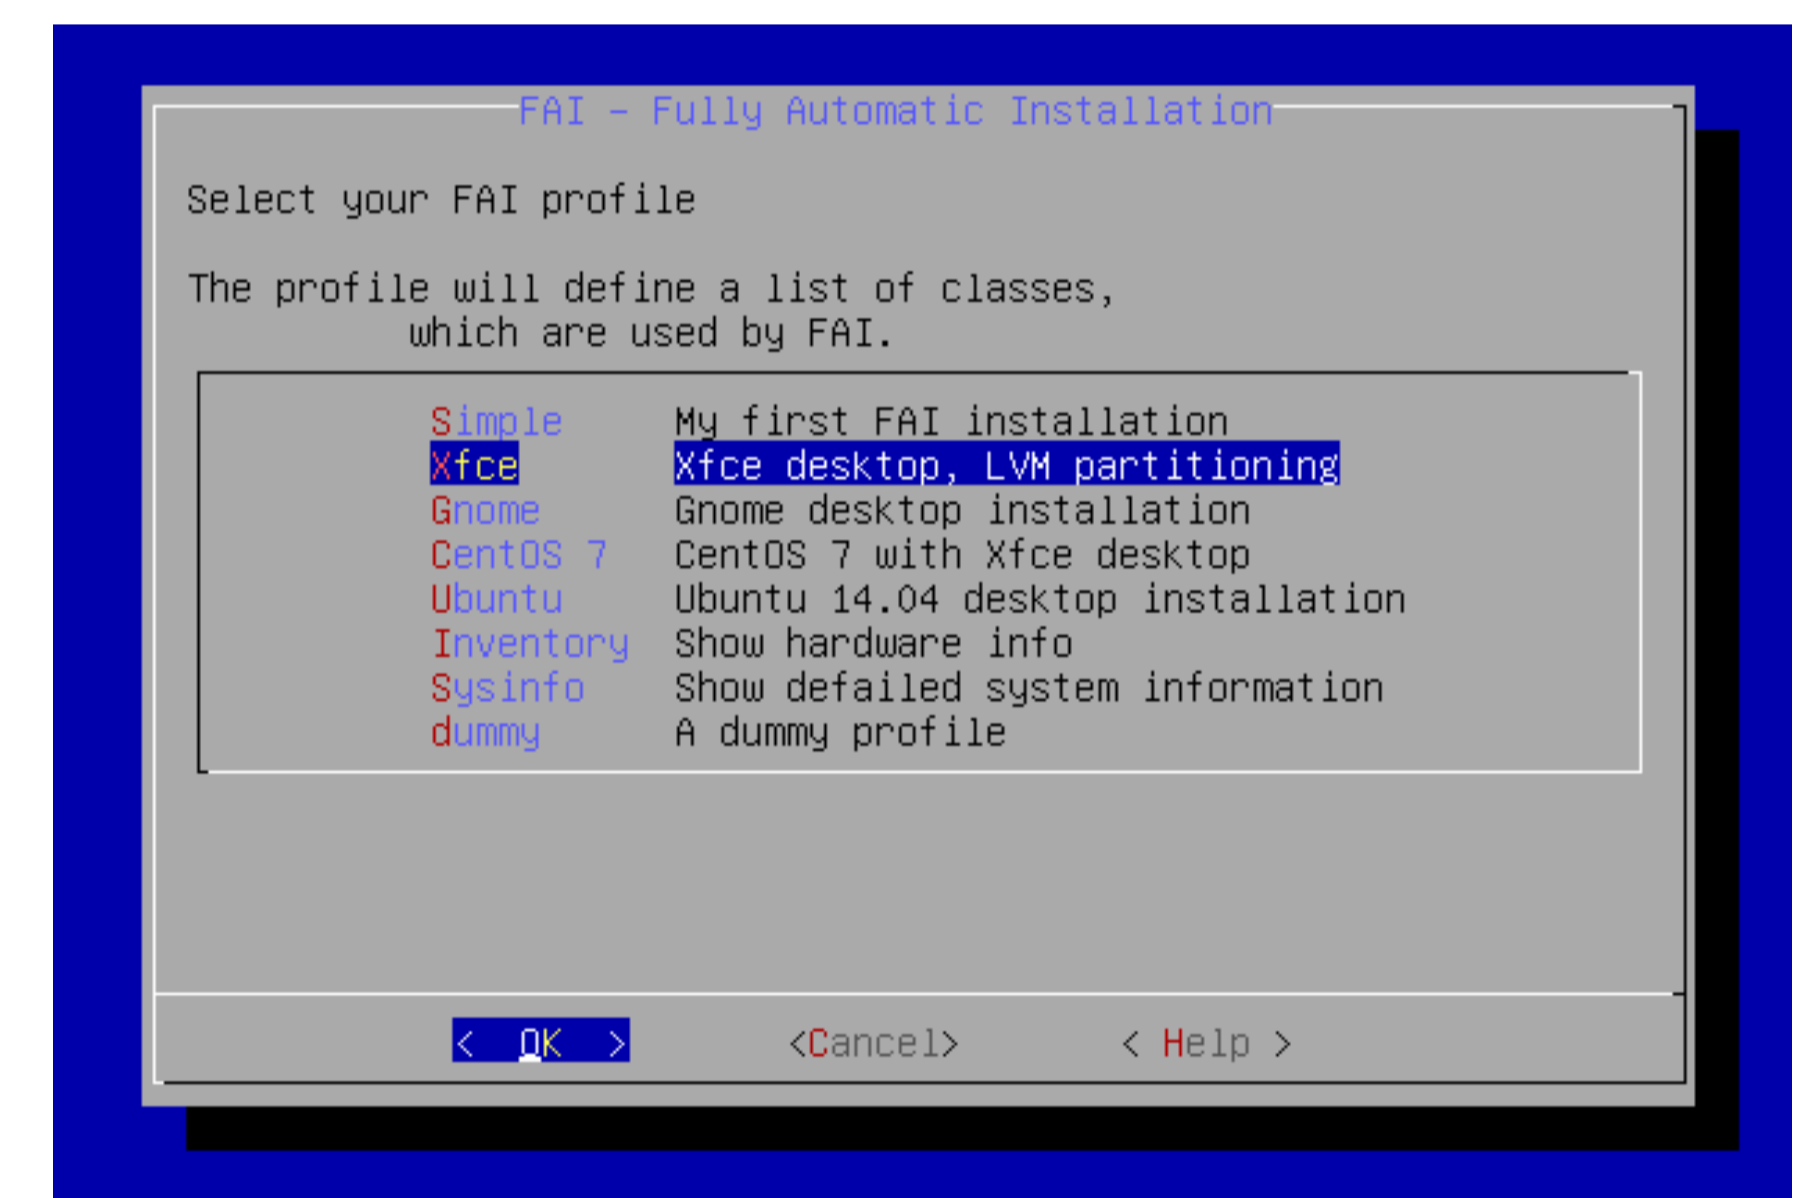 FAI - Fully Automatic Installation
Select your FAI profile
The profile will define a list of classes,
which are used by FAI.
Simple My first FAI installation
Xfce Xfce desktop, LVM partitioning
Gnome Gnome desktop installation
CentOS 7 CentOS 7 with Xfce desktop
Ubuntu Ubuntu 14.04 desktop installation
Inventory Show hardware info
Sysinfo Show defailed system information
dummy A dummy profile
< OK > <Cancel> < Help >